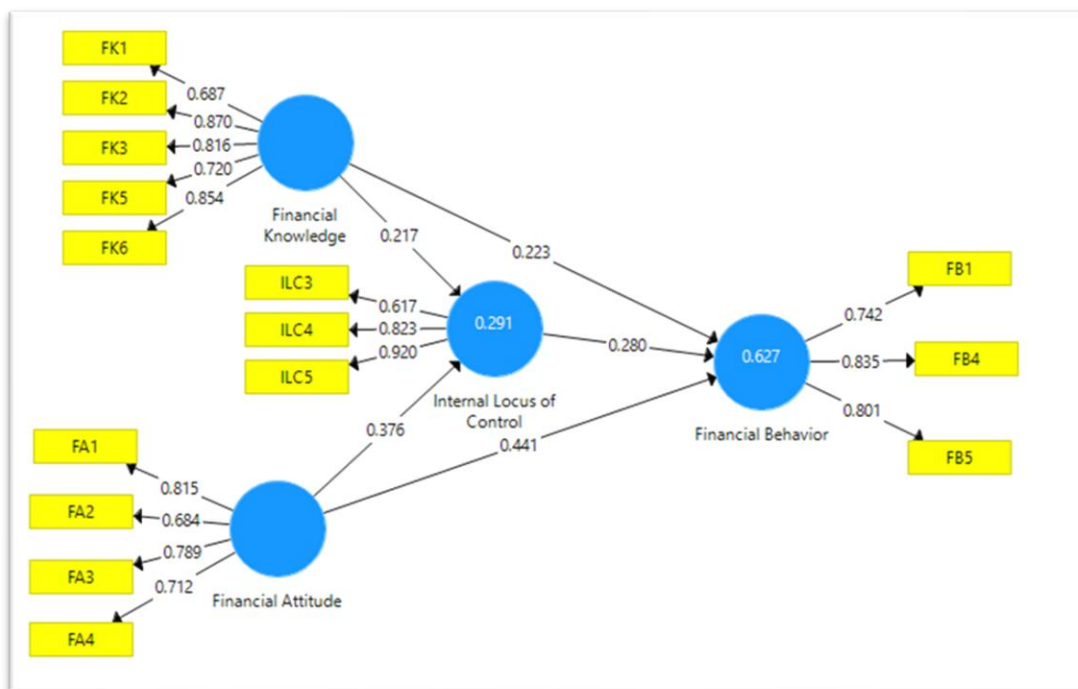 FK1
0.687
FK2
0.870
FK3
0.816
0.720
FK5
0.854
FK6
Financial
Knowledge
0.217
0.223
ILC3
0.617
ILC4
0.823
ILC5
0.920
0.291
Internal Locus of
Control
0.280
0.376
0.441
FB1
0.742
0.627
0.835
FB4
0.801
FB5
Financial Behavior
FA1
0.815
FA2
0.684
FA3
0.789
0.712
FA4
Financial Attitude